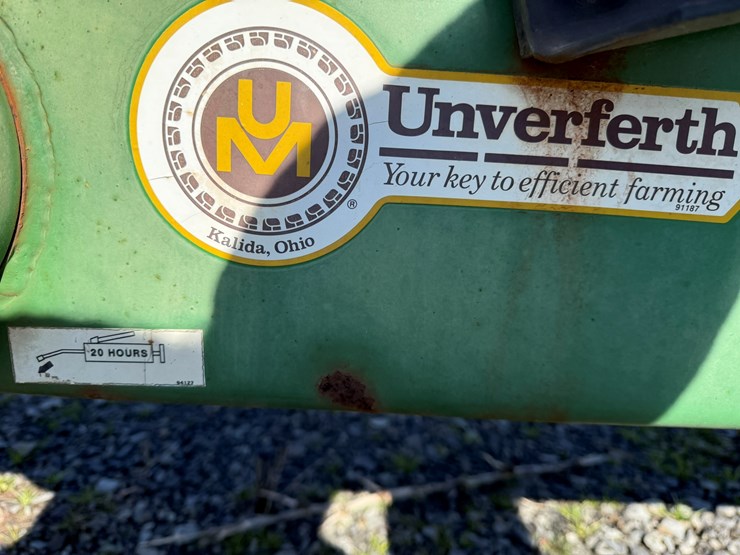 UM
Kalida, Ohio
®
Unverferth
Your key to efficient farming
91187
20 HOURS